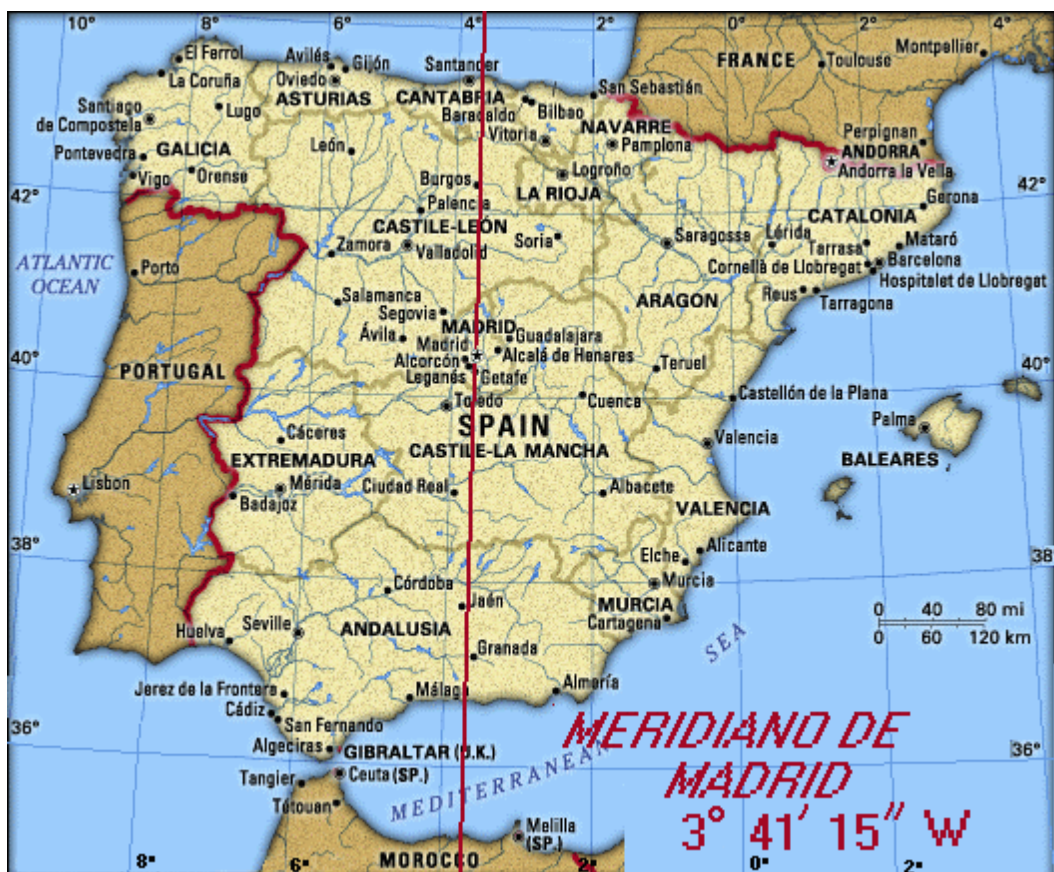 10° 8° 6° 4° 2° 0° 2° 4°
El Ferrol
La Coruña
Avilés
Gijón
Oviedo
ASTURIAS
Santander
CANTABRIA
Baracaldo
Bilbao
San Sebastián
FRANCE
Toulouse
Montpellier
Santiago
de Compostela
Lugo
Vitoria
NAVARRE
Pamplona
Perpignan
ANDORRA
Andorra la Vella
Pontevedra
GALICIA
León
Logroño
Vigo
Orense
Burgos
LA RIOJA
42°
42°
Palencia
CASTILE-LEÓN
Gerona
CATALONIA
Zamora
Valladolid
Soria
Saragossa
Lérida
Tarrasa
Mataró
Barcelona
Cornellà de Llobregat
Hospitalet de Llobregat
ATLANTIC
OCEAN
Porto
Salamanca
Segovia
ARAGON
Reus
Tarragona
Ávila
MADRID
Madrid
Guadalajara
Alcorcón
Alcalá de Henares
Leganés
Getafe
Teruel
40°
40°
PORTUGAL
Toledo
Cuenca
Castellón de la Plana
SPAIN
Palma
Cáceres
CASTILE-LA MANCHA
Valencia
EXTREMADURA
BALEARES
Lisbon
Mérida
Ciudad Real
Albacete
Badajoz
VALENCIA
38°
38°
Elche
Alicante
Córdoba
Murcia
Jaén
MURCIA
Cartagena
Seville
ANDALUSIA
Huelva
0 40 80 mi
0 60 120 km
Granada
SEA
Jerez de la Frontera
Málaga
Almería
Cádiz
San Fernando
36°
36°
Algeciras
GIBRALTAR (U.K.)
Tangier
Ceuta (SP.)
MEDITERRANEAN
Tétouan
Melilla
(SP.)
MOROCCO
MERIDIANO DE
MADRID
3° 41' 15" W
8° 6° 2° 0° 2°